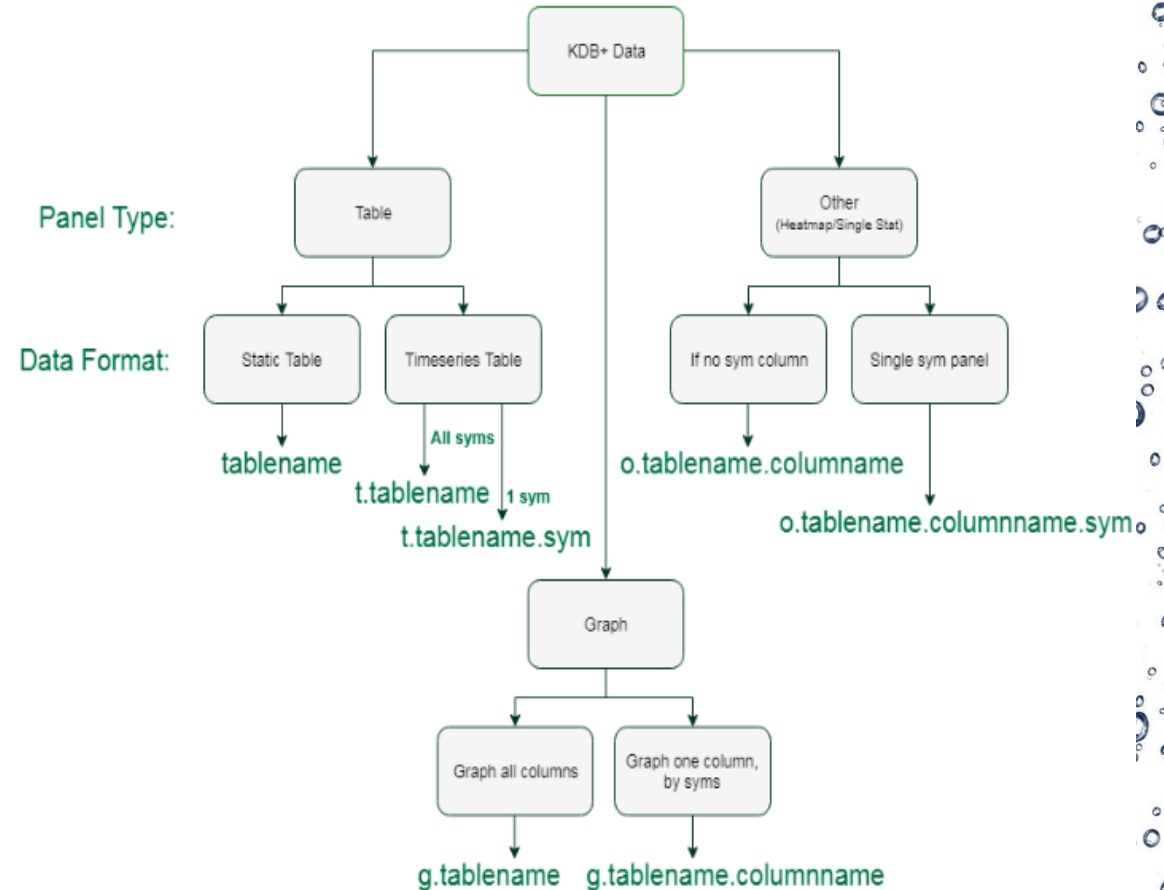 KDB+ Data
Panel Type:
Table
Other
(Heatmap/Single Stat)
Data Format:
Static Table
Timeseries Table
If no sym column
Single sym panel
All syms
tablename
o.tablename.columname
t.tablename
1 sym
t.tablename.sym
o.tablename.columnname.sym
Graph
Graph all columns
Graph one column,
by syms
g.tablename
g.tablename.columnname